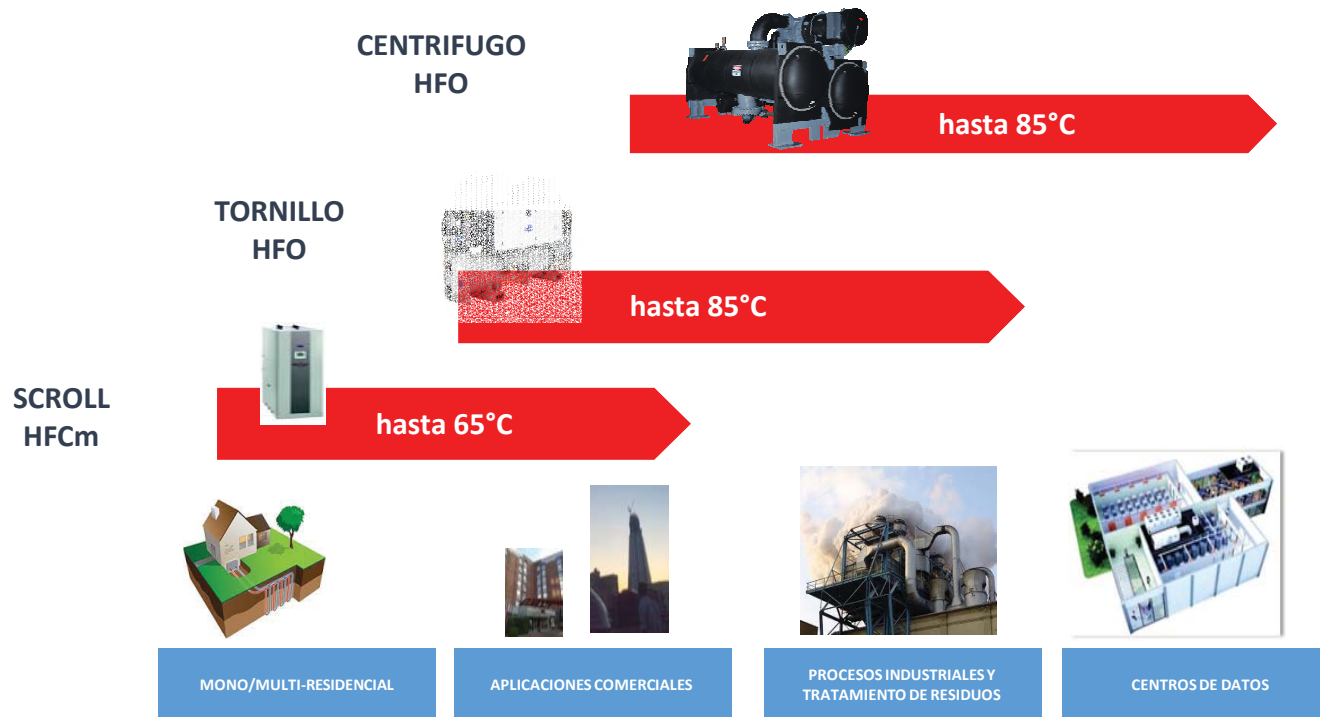 CENTRIFUGO
HFO
hasta 85°C
TORNILLO
HFO
hasta 85°C
SCROLL
HFCm
hasta 65°C
MONO/MULTI-RESIDENCIAL
APLICACIONES COMERCIALES
PROCESOS INDUSTRIALES Y
TRATAMIENTO DE RESIDUOS
CENTROS DE DATOS